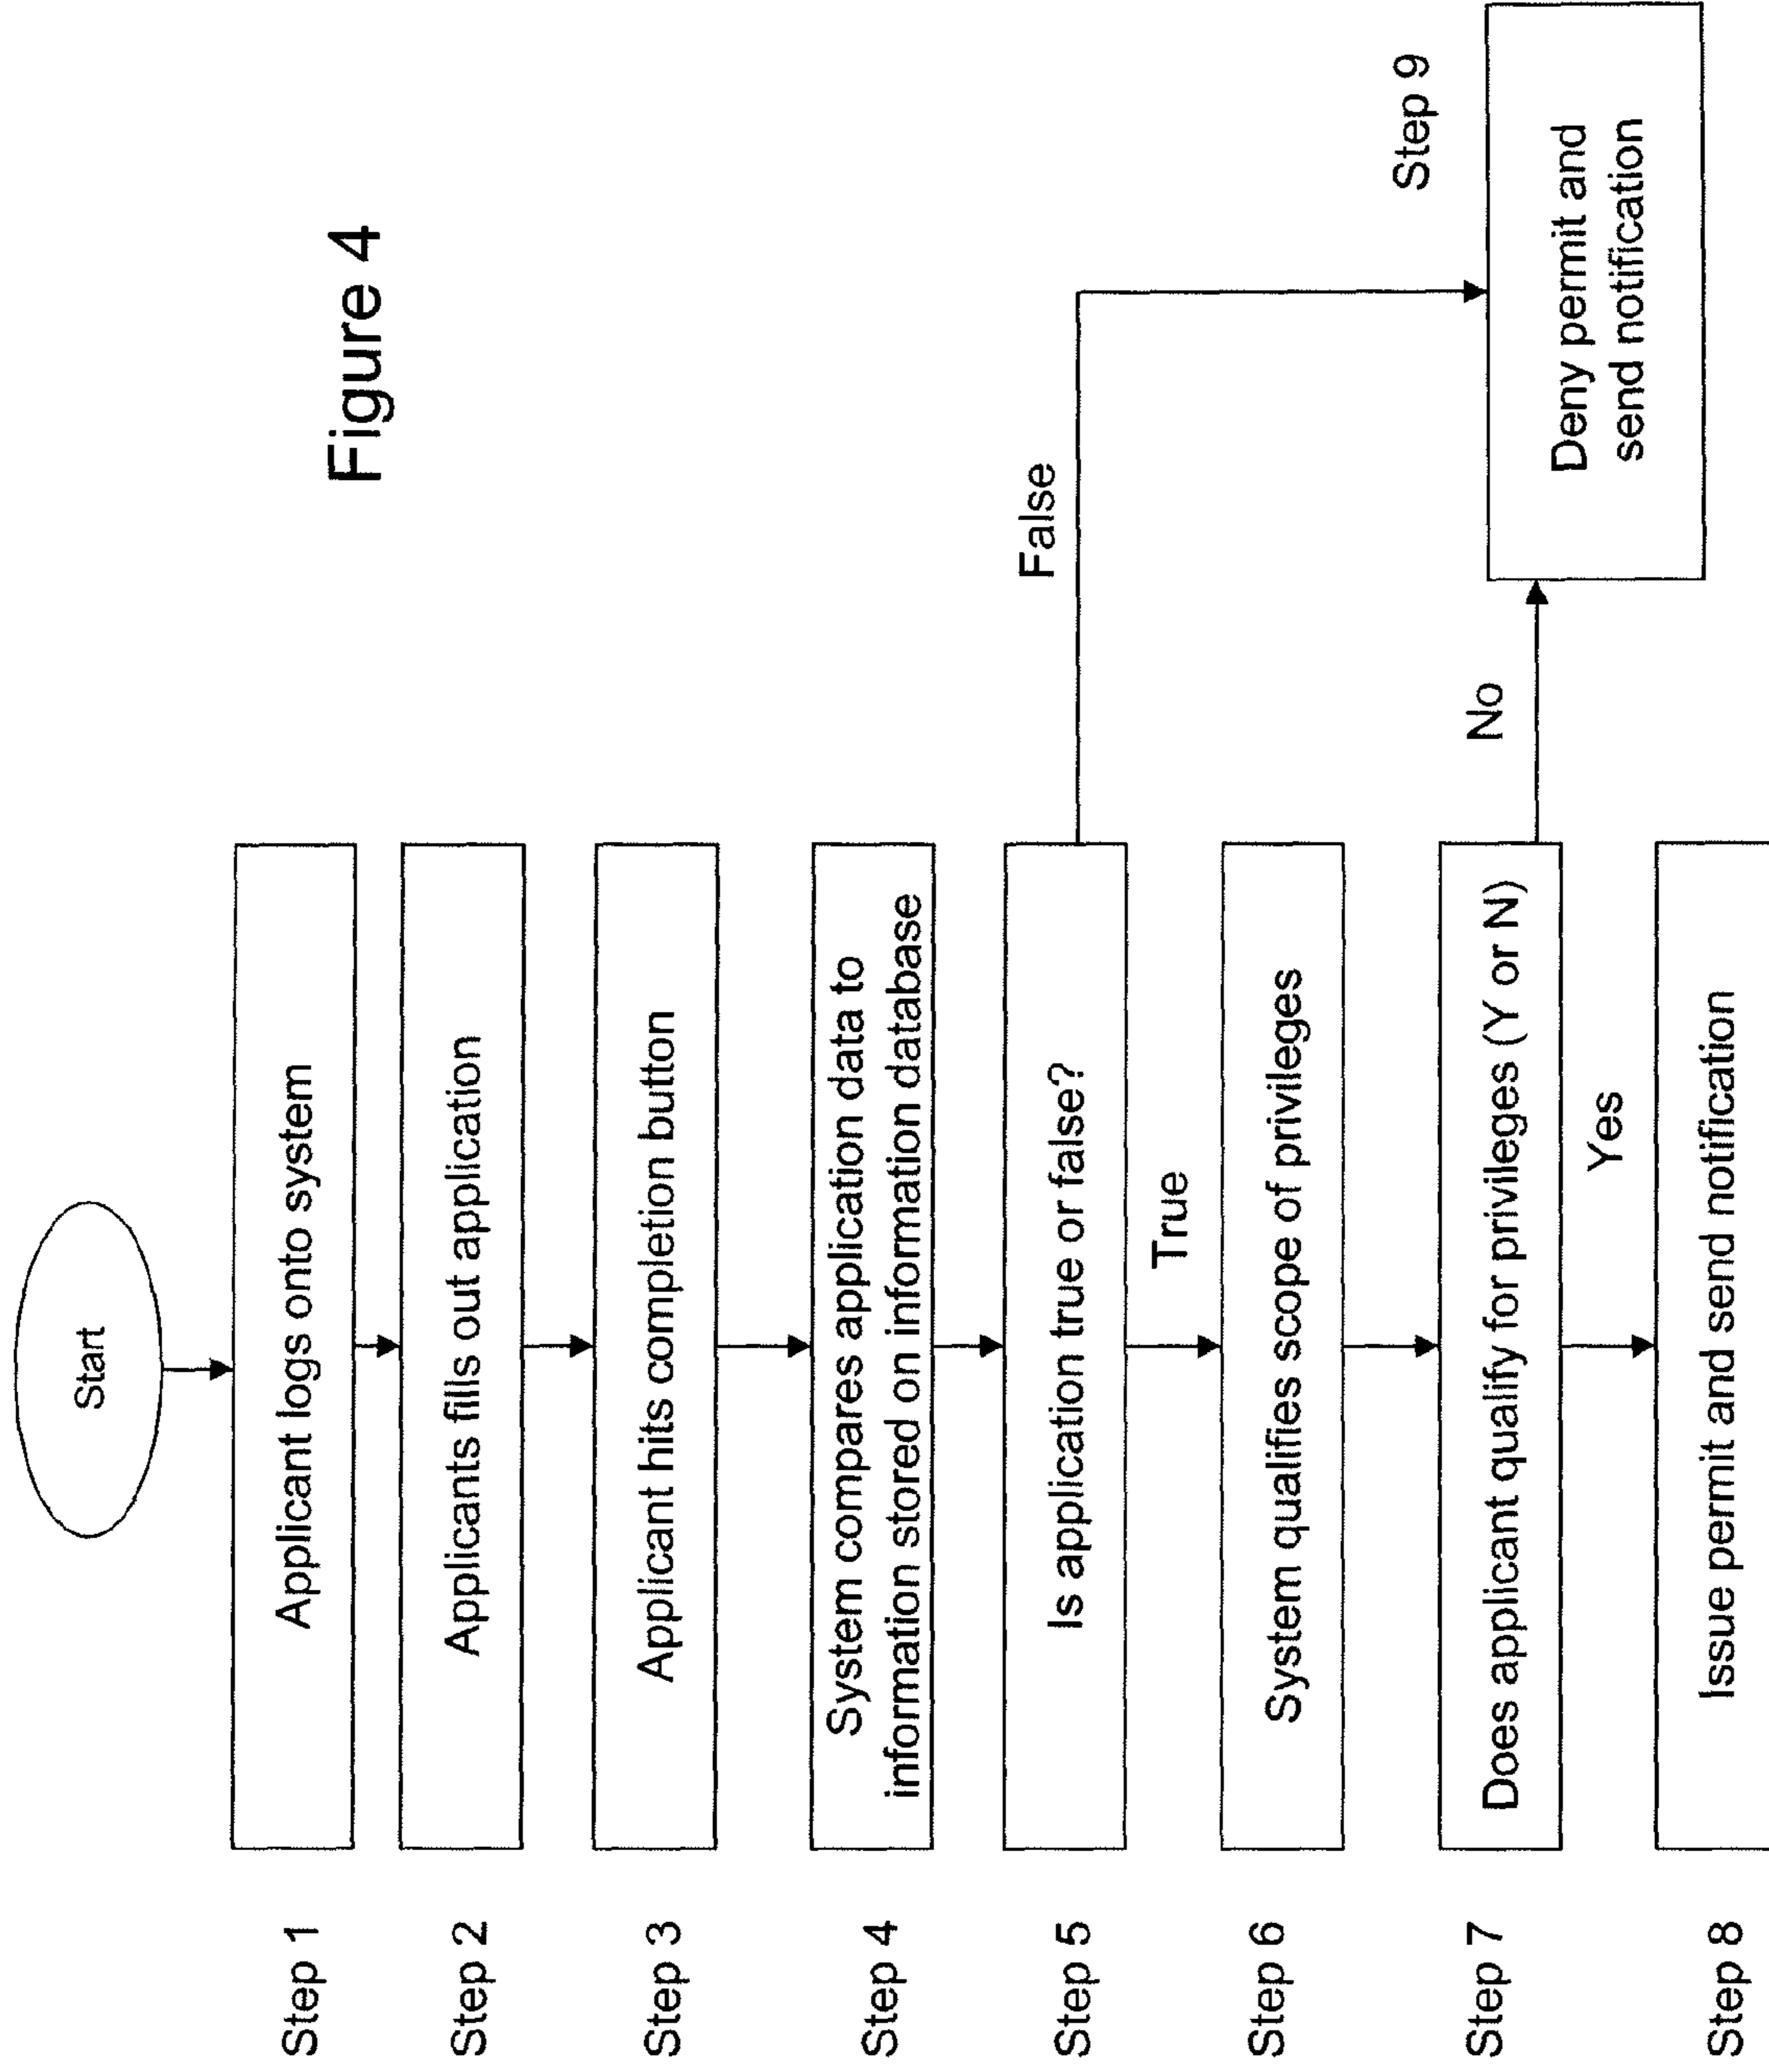 Figure 4
Start
Step 1
Applicant logs onto system
Step 2
Applicants fills out application
Step 3
Applicant hits completion button
Step 4
System compares application data to
information stored on information database
Step 5
Is application true or false?
False
True
Step 6
System qualifies scope of privileges
Step 7
Does applicant qualify for privileges (Y or N)
No
Step 9
Deny permit and
send notification
Yes
Step 8
Issue permit and send notification